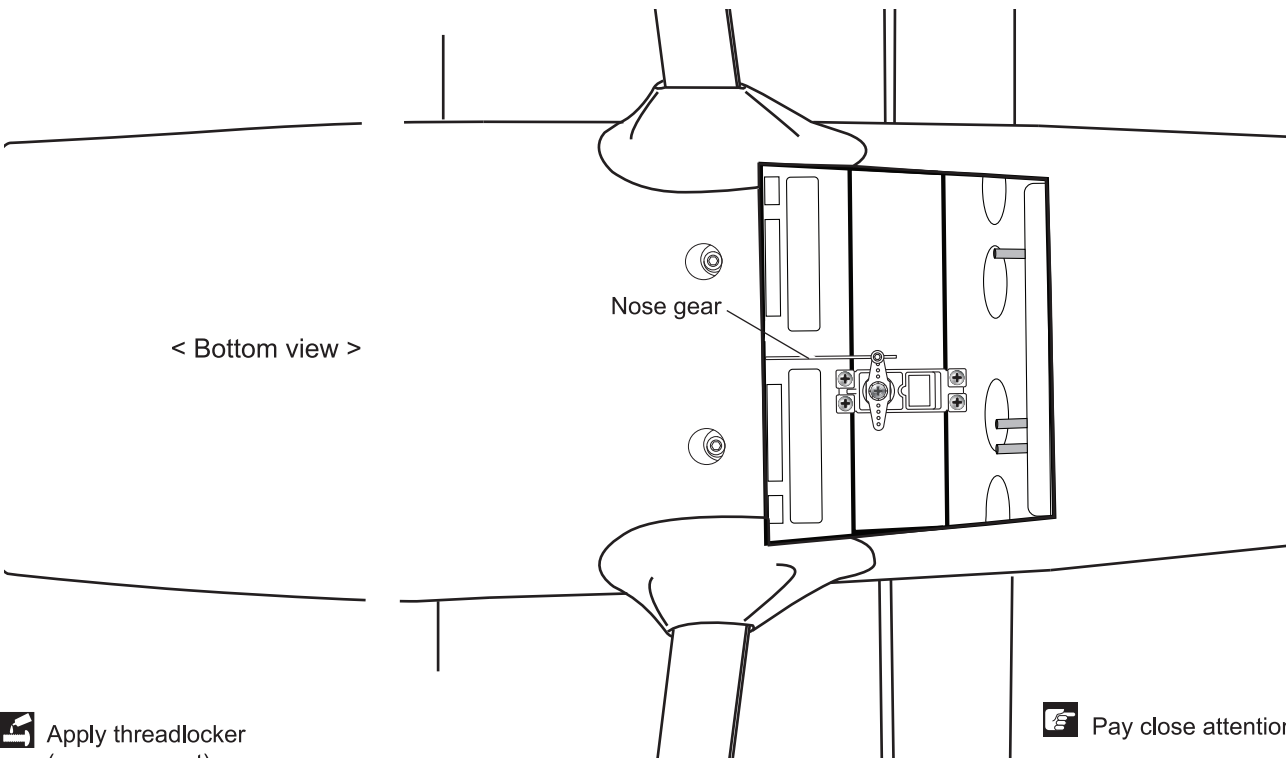 Nose gear
< Bottom view >
Apply threadlocker
Pay close attention